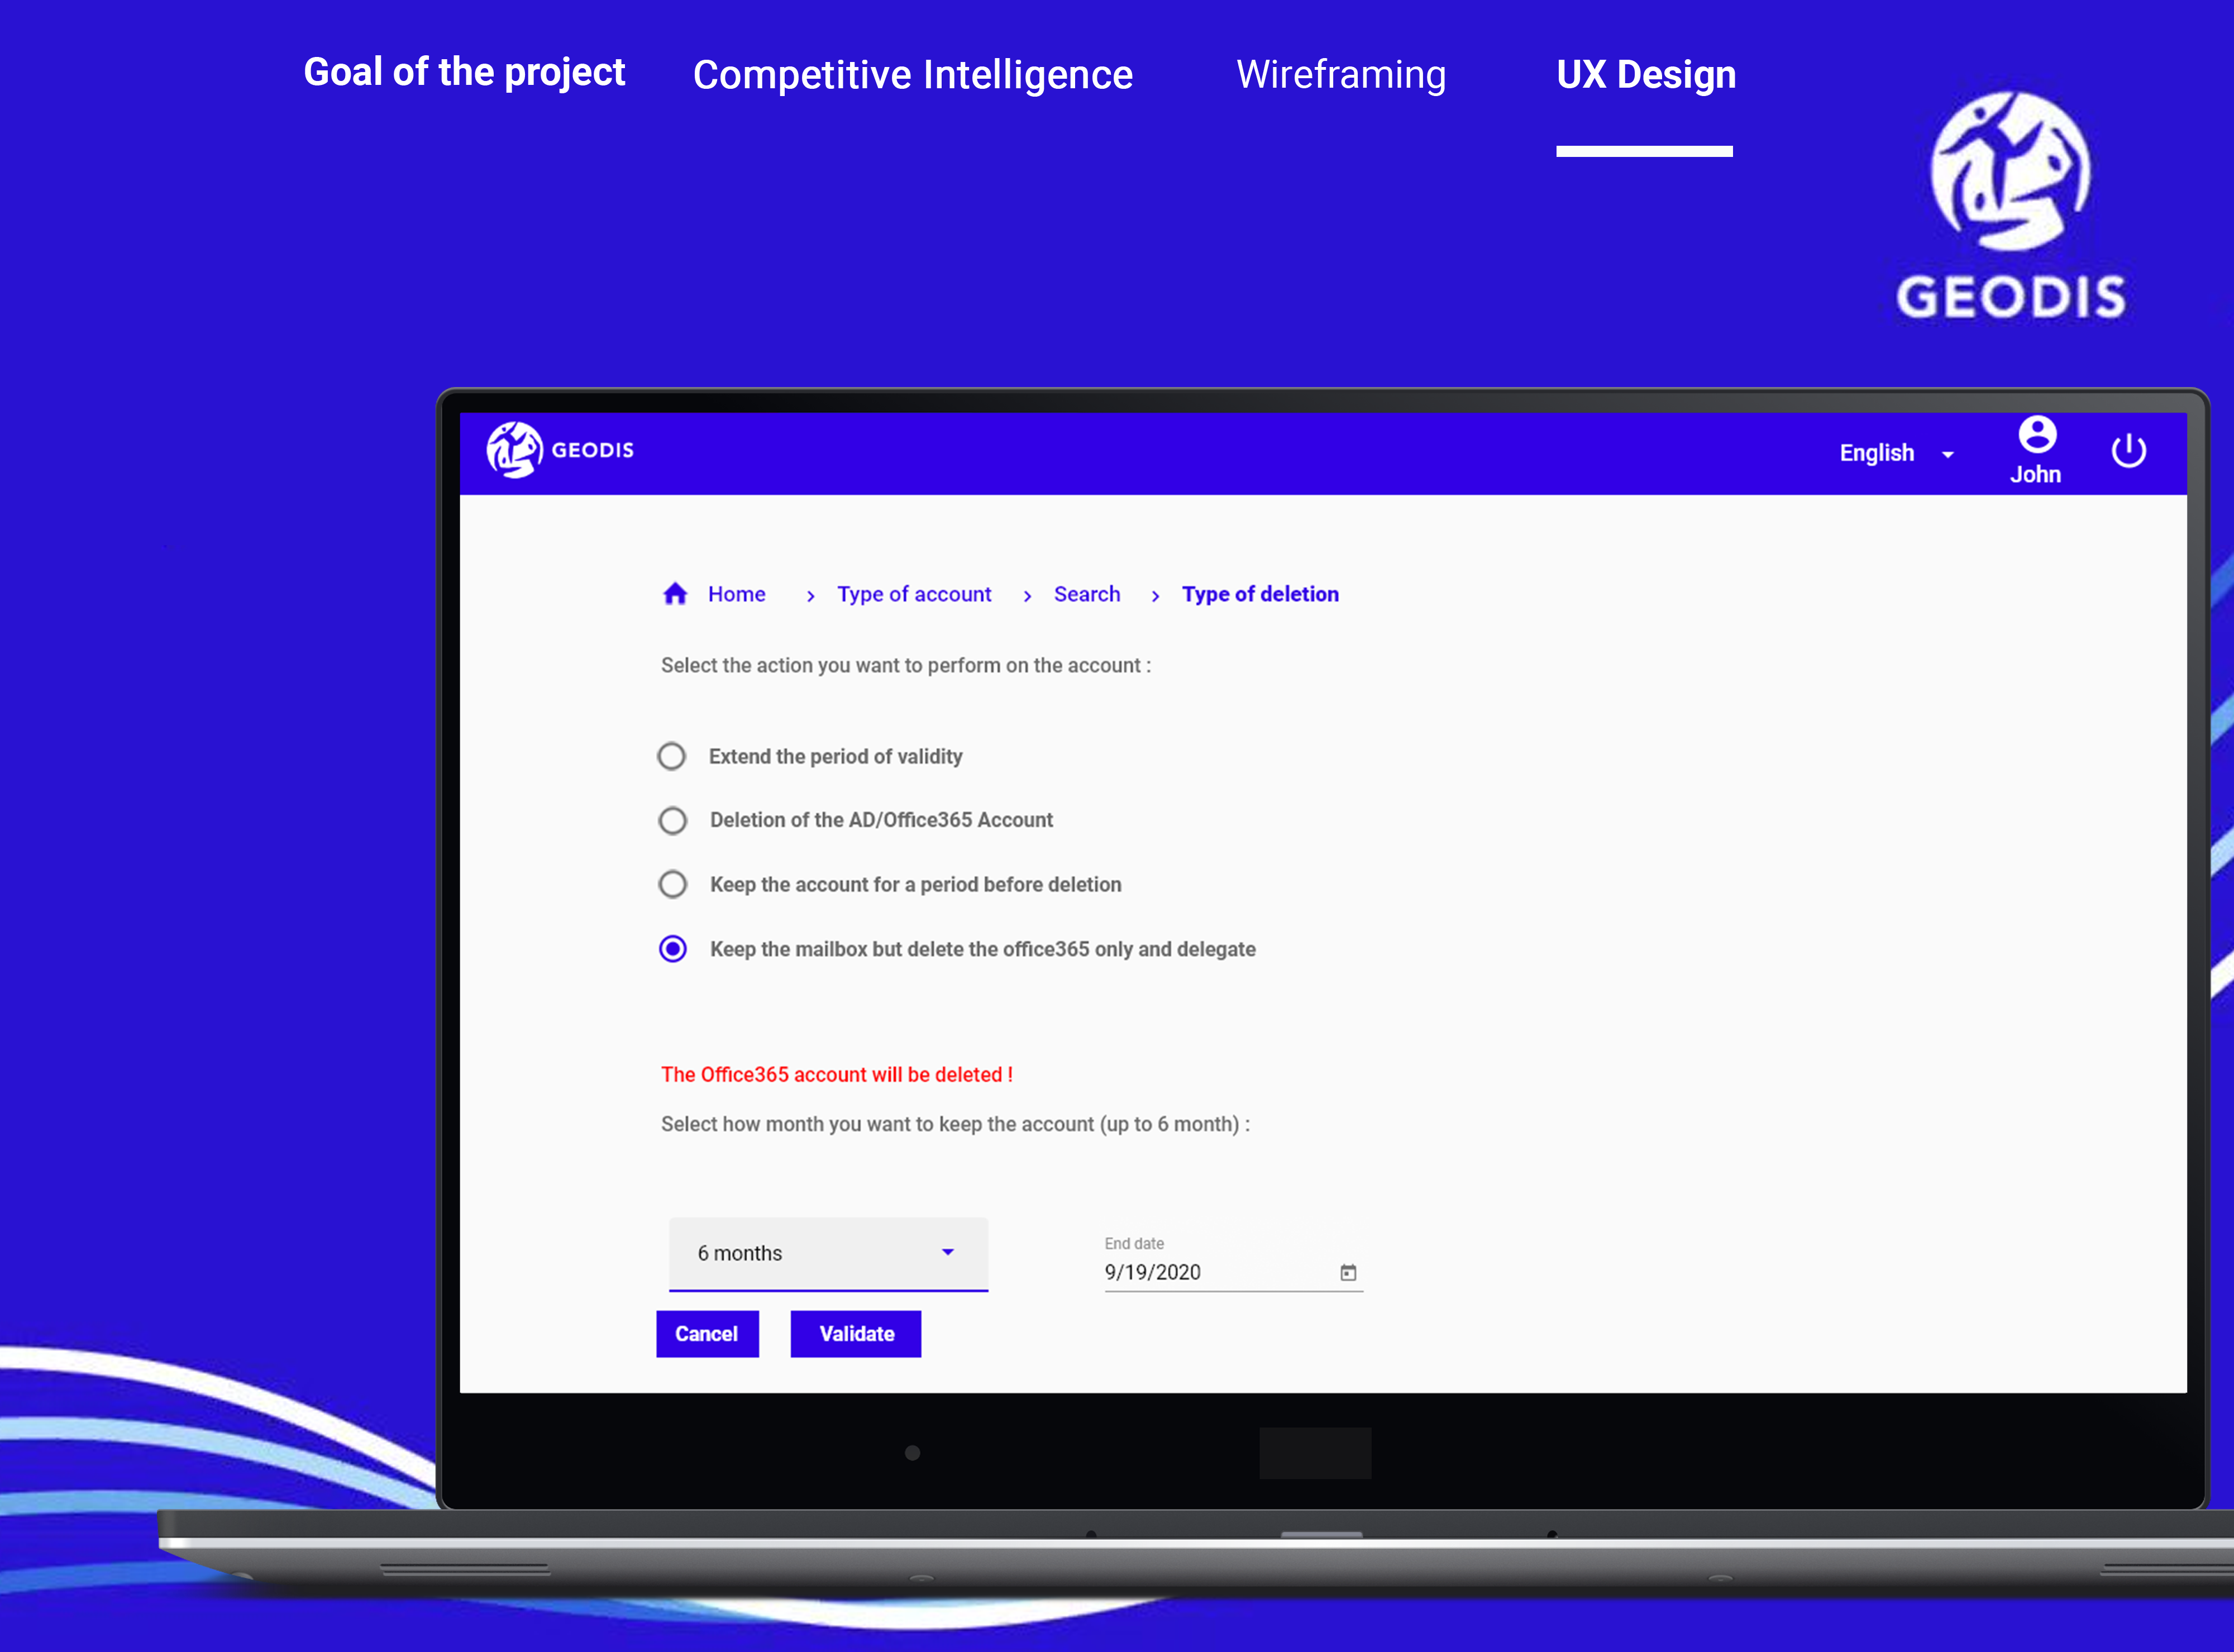 Goal of the project
Competitive Intelligence
Wireframing
UX Design
GEODIS
GEODIS
English
John
Home › Type of account › Search › Type of deletion
Select the action you want to perform on the account :
Extend the period of validity
Deletion of the AD/Office365 Account
Keep the account for a period before deletion
Keep the mailbox but delete the office365 only and delegate
The Office365 account will be deleted !
Select how month you want to keep the account (up to 6 month) :
6 months
End date
9/19/2020
Cancel
Validate